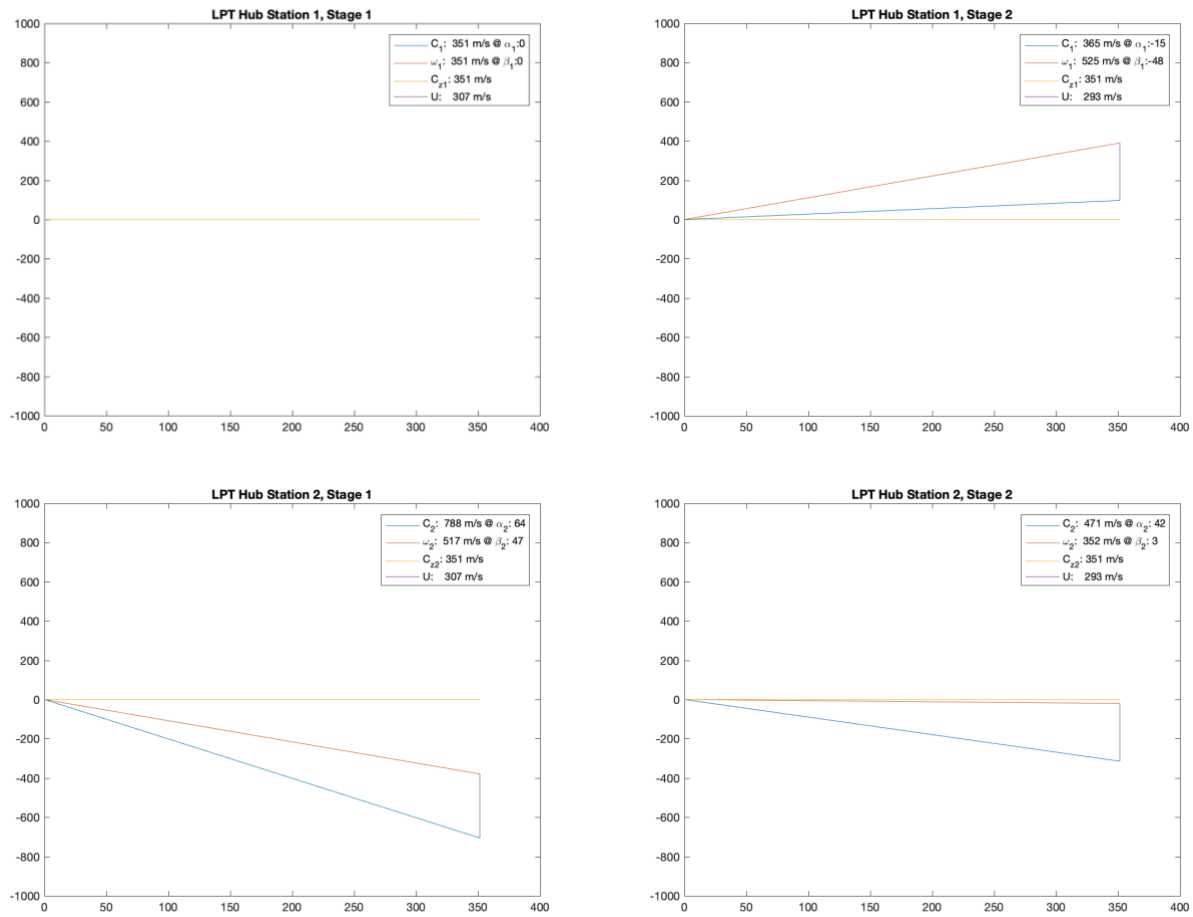 LPT Hub Station 1, Stage 1
1000
800
600
400
200
0
-200
-400
-600
-800
-1000
0 50 100 150 200 250 300 350 400
C₁: 351 m/s @ α₁:0
ω₁: 351 m/s @ β₁:0
C_z1: 351 m/s
U: 307 m/s
LPT Hub Station 1, Stage 2
1000
800
600
400
200
0
-200
-400
-600
-800
-1000
0 50 100 150 200 250 300 350 400
C₁: 365 m/s @ α₁:-15
ω₁: 525 m/s @ β₁:-48
C_z1: 351 m/s
U: 293 m/s
LPT Hub Station 2, Stage 1
1000
800
600
400
200
0
-200
-400
-600
-800
-1000
0 50 100 150 200 250 300 350 400
C₂: 788 m/s @ α₂: 64
ω₂: 517 m/s @ β₂: 47
C_z2: 351 m/s
U: 307 m/s
LPT Hub Station 2, Stage 2
1000
800
600
400
200
0
-200
-400
-600
-800
-1000
0 50 100 150 200 250 300 350 400
C₂: 471 m/s @ α₂: 42
ω₂: 352 m/s @ β₂: 3
C_z2: 351 m/s
U: 293 m/s